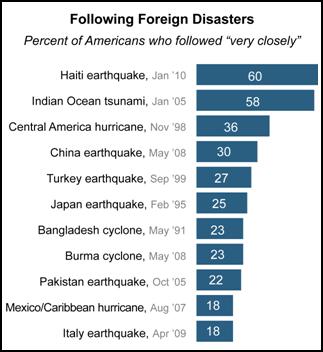 Following Foreign Disasters
Percent of Americans who followed “very closely”
Haiti earthquake, Jan ’10 60
Indian Ocean tsunami, Jan ’05 58
Central America hurricane, Nov ’98 36
China earthquake, May ’08 30
Turkey earthquake, Sep ’99 27
Japan earthquake, Feb ’95 25
Bangladesh cyclone, May ’91 23
Burma cyclone, May ’08 23
Pakistan earthquake, Oct ’05 22
Mexico/Caribbean hurricane, Aug ’07 18
Italy earthquake, Apr ’09 18